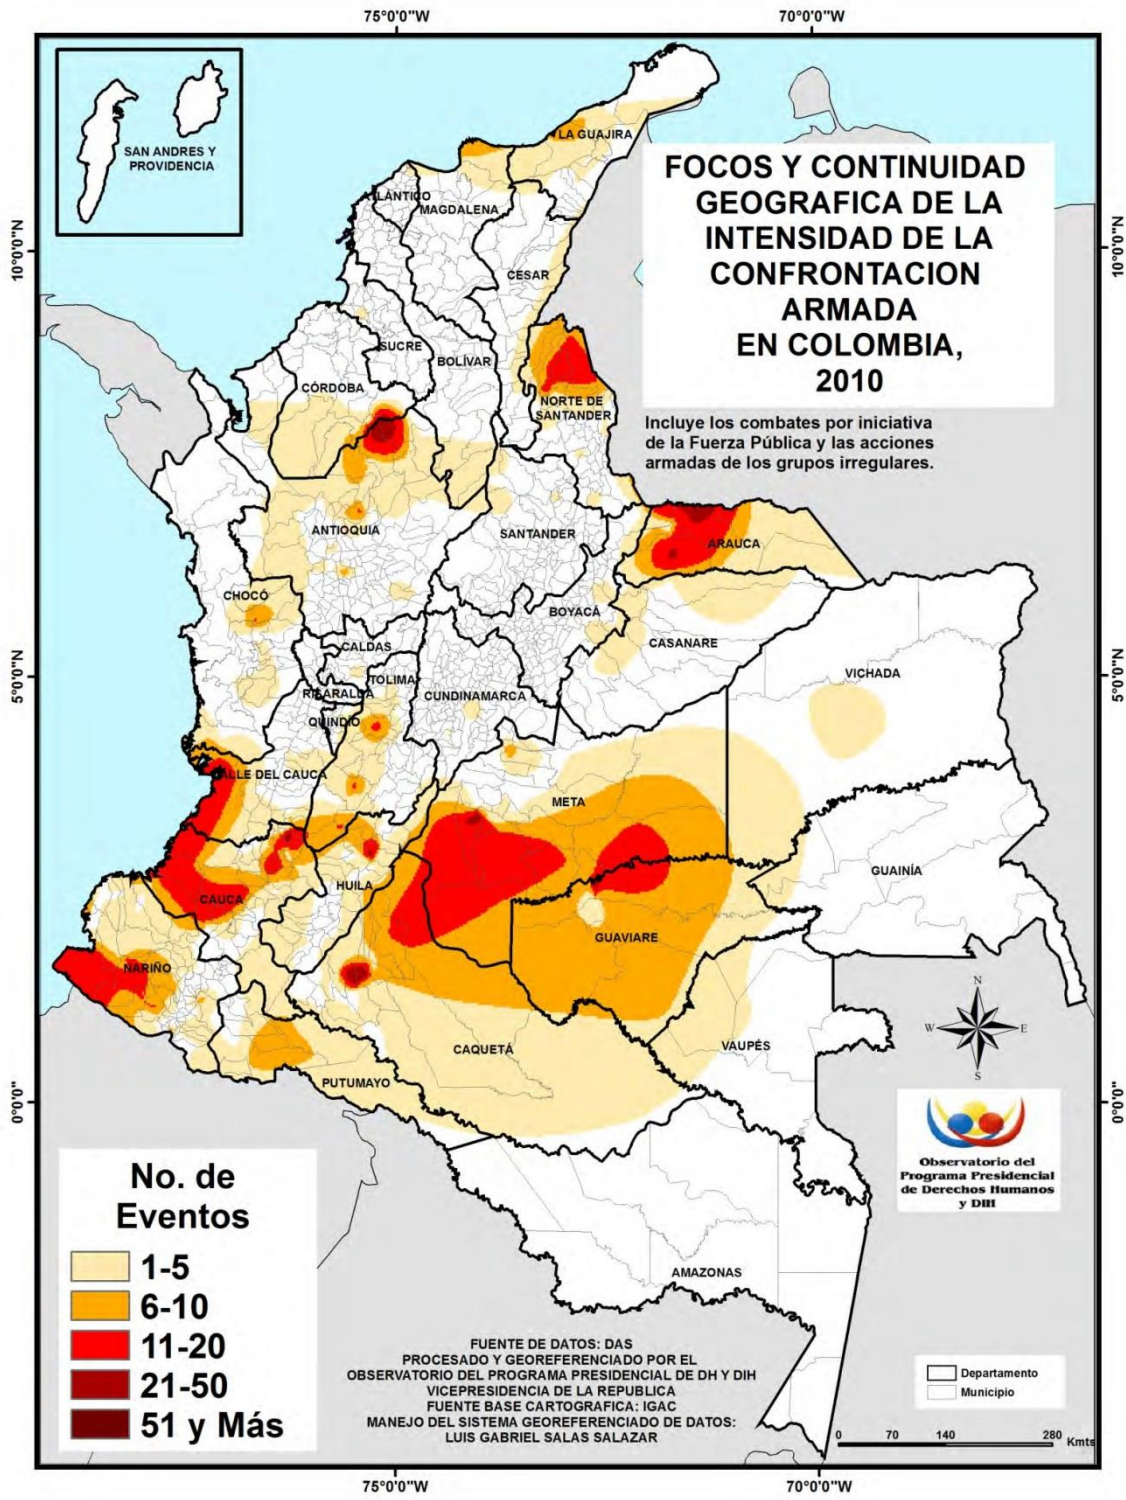 75°0'0"W
70°0'0"W
SAN ANDRES Y
PROVIDENCIA
FOCOS Y CONTINUIDAD
GEOGRAFICA DE LA
INTENSIDAD DE LA
CONFRONTACION
ARMADA
EN COLOMBIA,
2010
Incluye los combates por iniciativa
de la Fuerza Pública y las acciones
armadas de los grupos irregulares.
10°0'0"N
10°0'0"N
LA GUAJIRA
ATLÁNTICO
MAGDALENA
CESAR
SUCRE
BOLÍVAR
CÓRDOBA
NORTE DE
SANTANDER
ANTIOQUIA
SANTANDER
ARAUCA
CHOCÓ
BOYACÁ
CALDAS
CASANARE
5°0'0"N
5°0'0"N
VICHADA
TOLIMA
RISARALDA
CUNDINAMARCA
QUINDÍO
VALLE DEL CAUCA
META
GUAINÍA
HUILA
CAUCA
GUAVIARE
NARIÑO
N
W
E
S
VAUPÉS
CAQUETÁ
PUTUMAYO
0°0'0"
0°0'0"
Observatorio del
Programa Presidencial
de Derechos Humanos
y DIH
AMAZONAS
No. de
Eventos
1-5
6-10
11-20
21-50
51 y Más
FUENTE DE DATOS: DAS
PROCESADO Y GEOREFERENCIADO POR EL
OBSERVATORIO DEL PROGRAMA PRESIDENCIAL DE DH Y DIH
VICEPRESIDENCIA DE LA REPUBLICA
FUENTE BASE CARTOGRAFICA: IGAC
MANEJO DEL SISTEMA GEOREFERENCIADO DE DATOS:
LUIS GABRIEL SALAS SALAZAR
Departamento
Municipio
0 70 140 280
Kmts
75°0'0"W
70°0'0"W